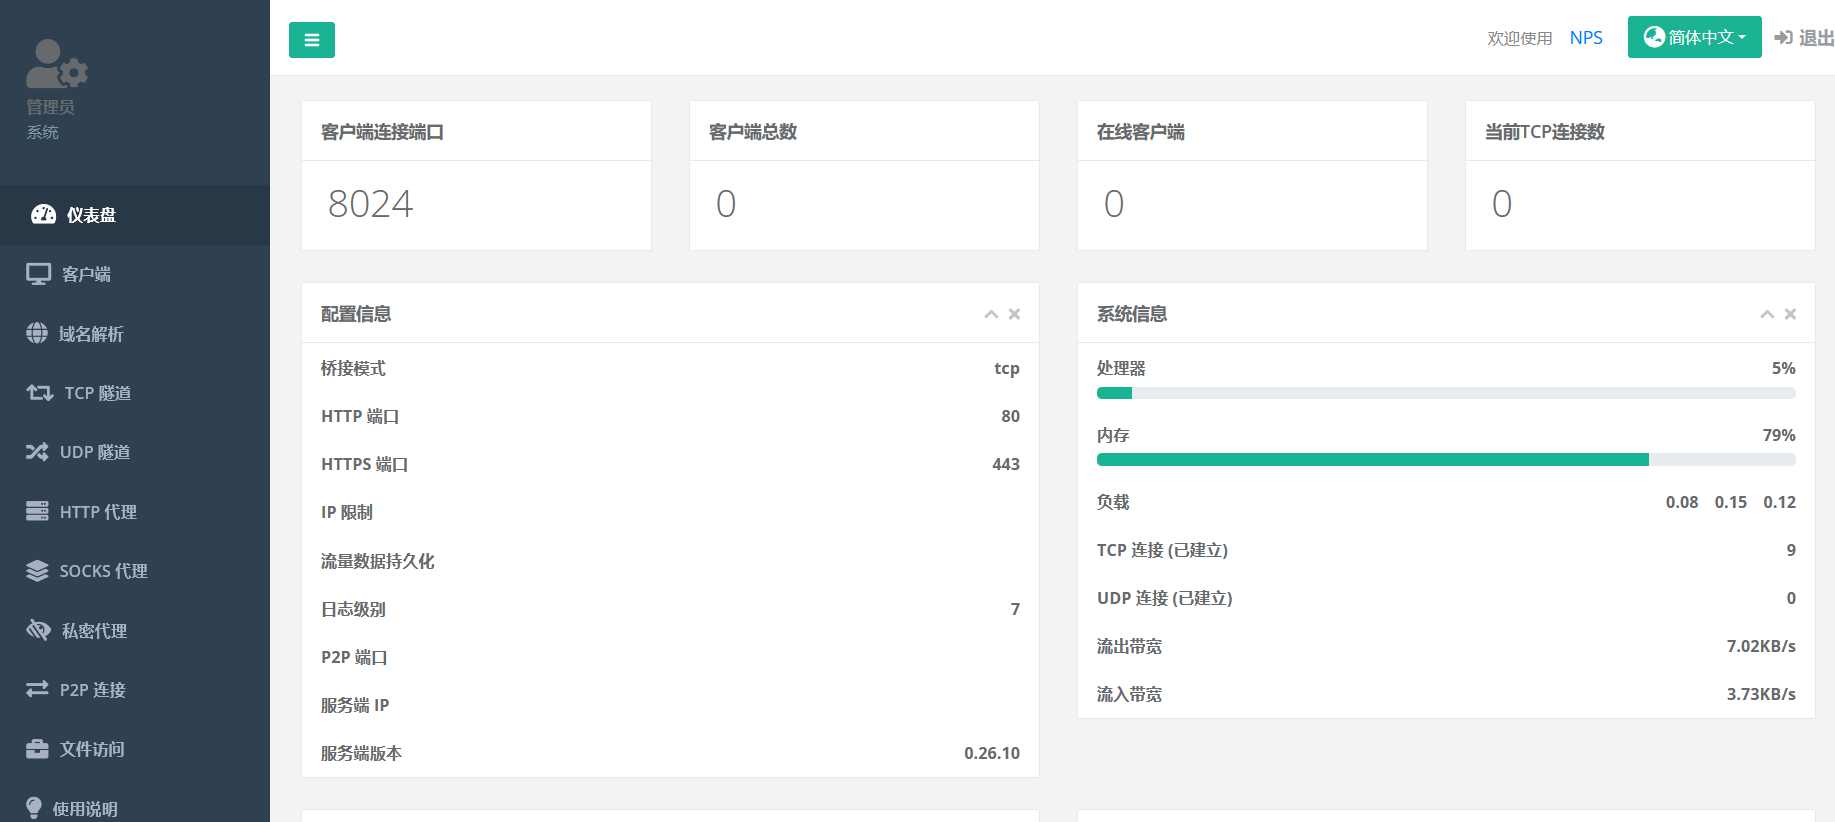 欢迎使用 NPS 简体中文 退出
管理员
系统
仪表盘
客户端
域名解析
TCP 隧道
UDP 隧道
HTTP 代理
SOCKS 代理
私密代理
P2P 连接
文件访问
使用说明
客户端连接端口
8024
客户端总数
0
在线客户端
0
当前TCP连接数
0
配置信息
桥接模式 tcp
HTTP 端口 80
HTTPS 端口 443
IP 限制
流量数据持久化
日志级别 7
P2P 端口
服务端 IP
服务端版本 0.26.10
系统信息
处理器 5%
内存 79%
负载 0.08 0.15 0.12
TCP 连接 (已建立) 9
UDP 连接 (已建立) 0
流出带宽 7.02KB/s
流入带宽 3.73KB/s